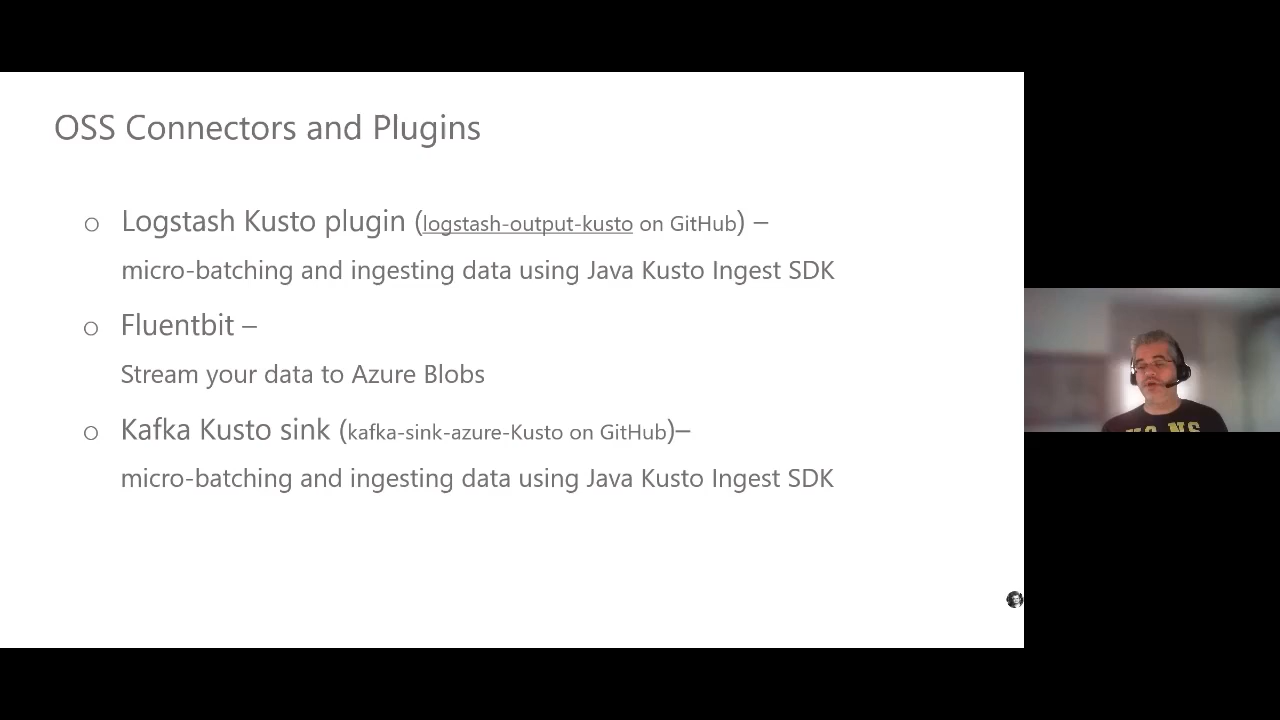 OSS Connectors and Plugins
o Logstash Kusto plugin (logstash-output-kusto on GitHub) –
micro-batching and ingesting data using Java Kusto Ingest SDK
o Fluentbit –
Stream your data to Azure Blobs
o Kafka Kusto sink (kafka-sink-azure-Kusto on GitHub)–
micro-batching and ingesting data using Java Kusto Ingest SDK